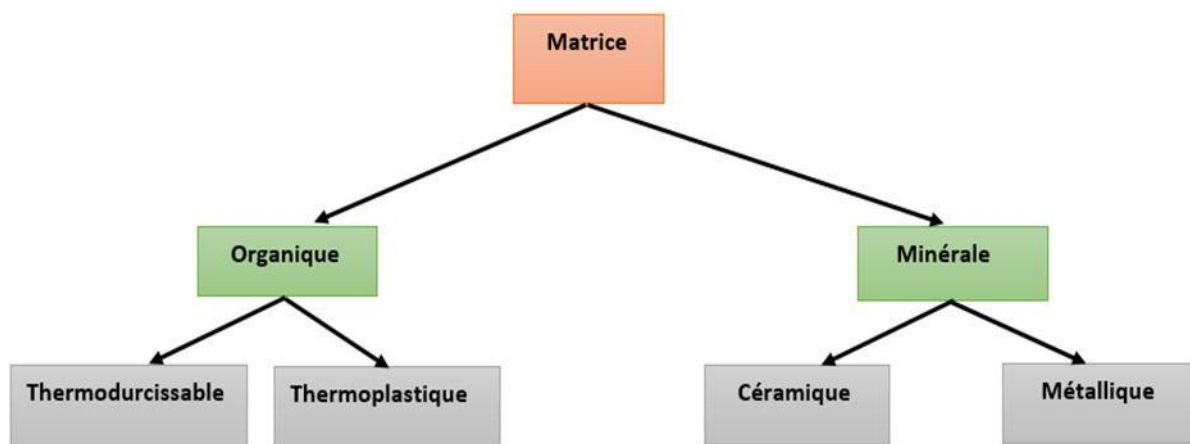 Matrice
Organique
Minérale
Thermodurcissable
Thermoplastique
Céramique
Métallique